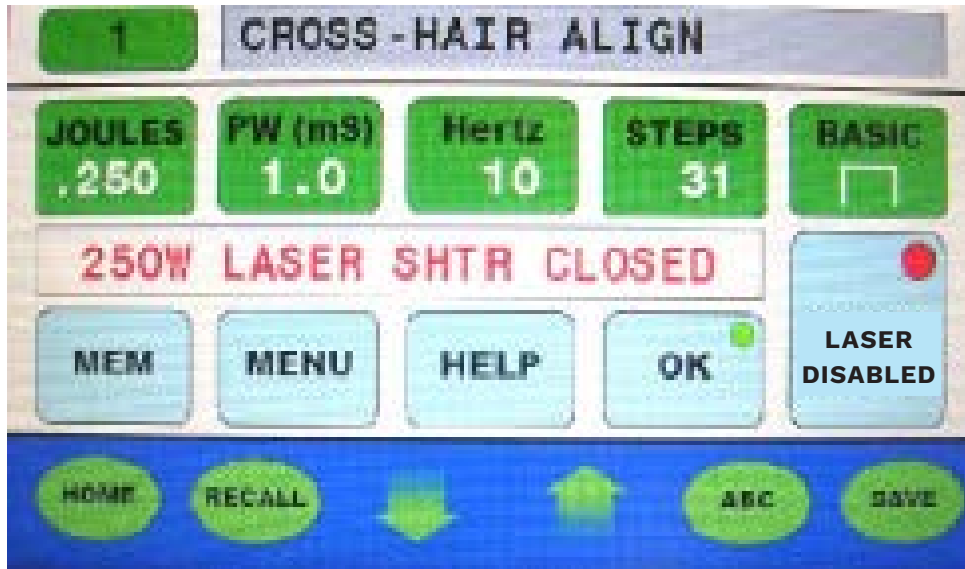 1 CROSS-HAIR ALIGN
JOULES PW (mS) Hertz STEPS BASIC
.250 1.0 10 31
250W LASER SHTR CLOSED
MEM MENU HELP OK LASER
DISABLED
HOME RECALL ABC SAVE